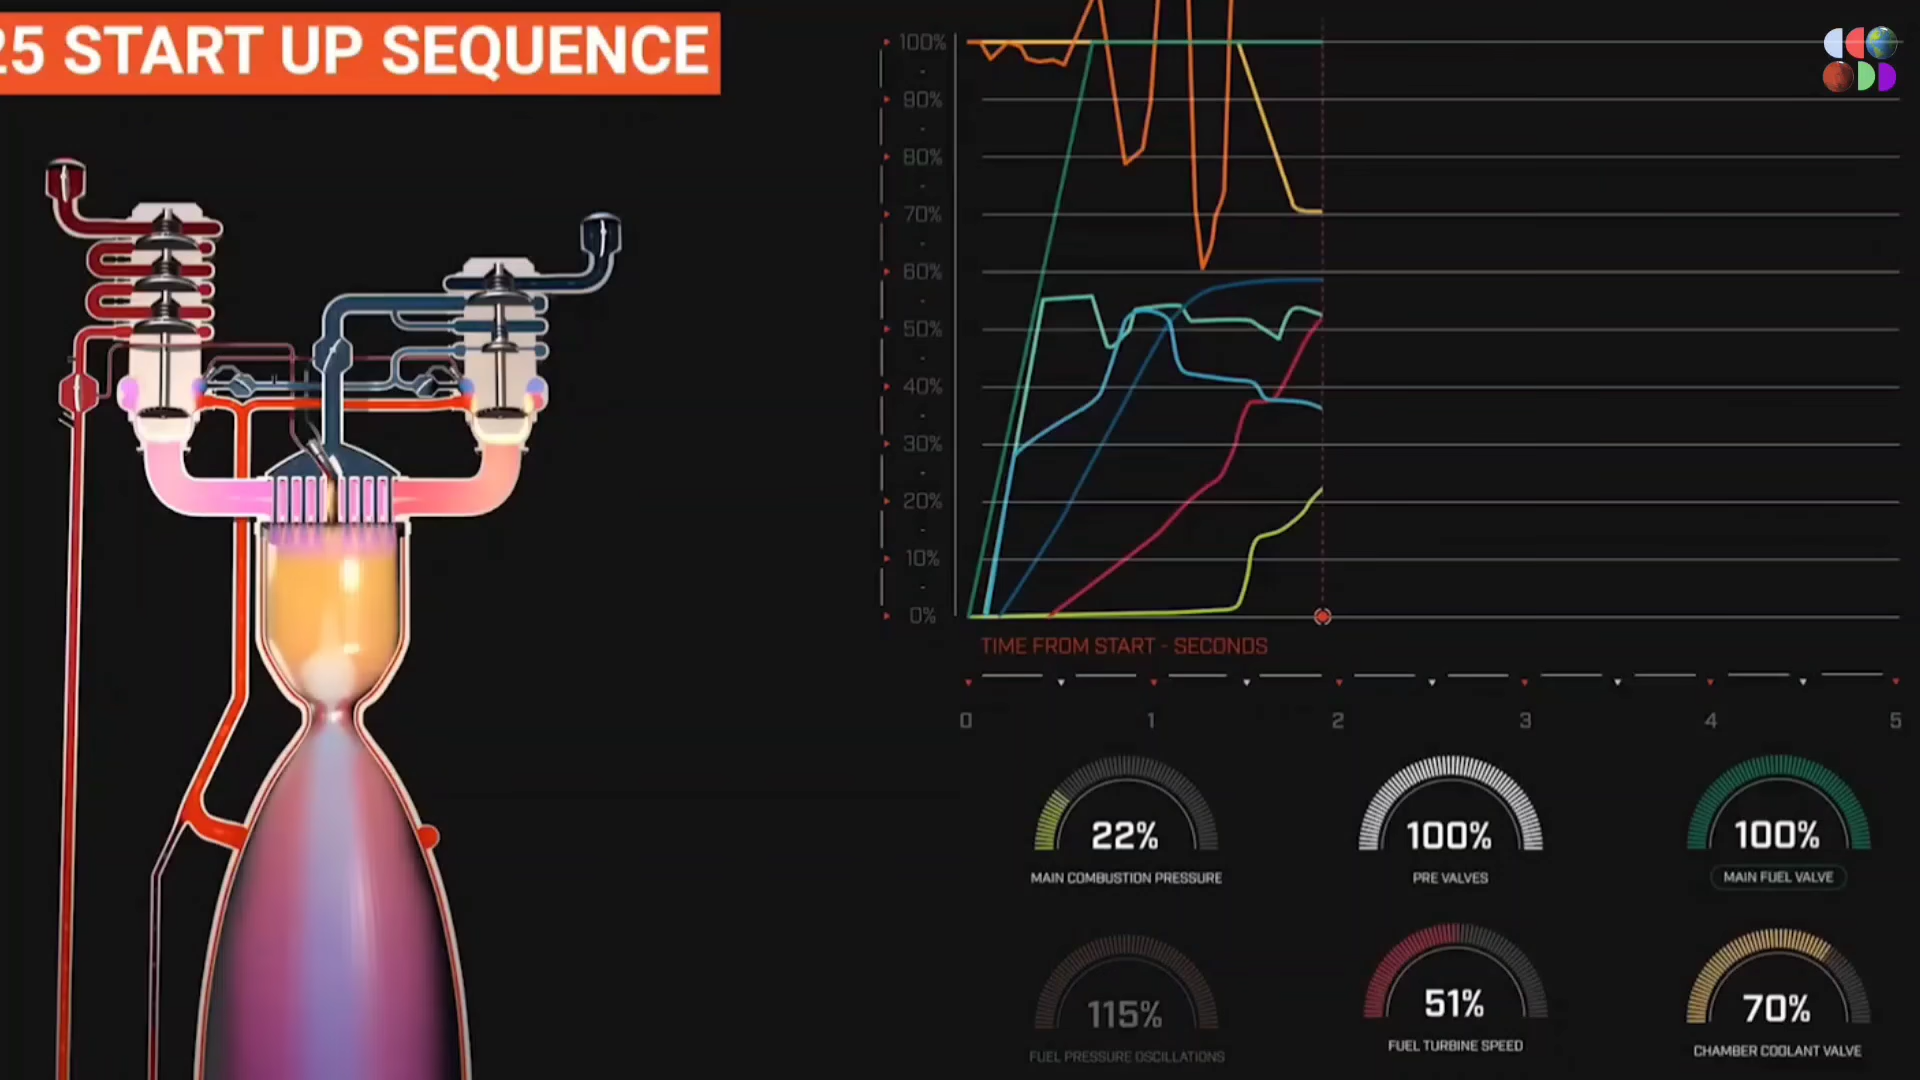 25 START UP SEQUENCE
100%
90%
80%
70%
60%
50%
40%
30%
20%
10%
0%
TIME FROM START - SECONDS
0 1 2 3 4 5
22%
MAIN COMBUSTION PRESSURE
100%
PRE VALVES
100%
MAIN FUEL VALVE
115%
FUEL PRESSURE OSCILLATIONS
51%
FUEL TURBINE SPEED
70%
CHAMBER COOLANT VALVE